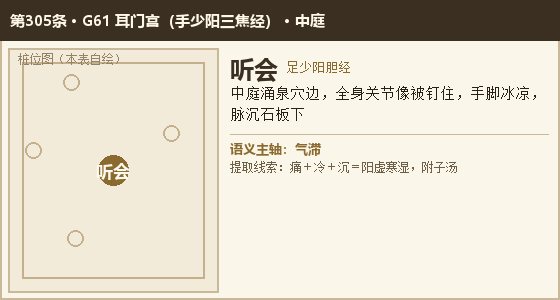 第305条・G61 耳门宫（手少阳三焦经）・中庭
桩位图（本表自绘）
听会
听会 足少阳胆经
中庭涌泉穴边，全身关节像被钉住，手脚冰凉，
脉沉石板下
语义主轴：气滞
提取线索：痛＋冷＋沉＝阳虚寒湿，附子汤